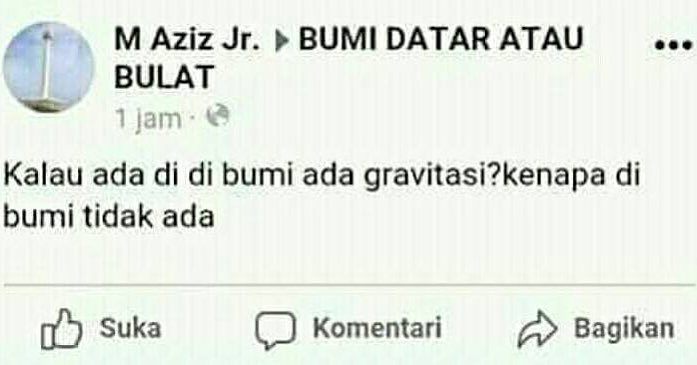 M Aziz Jr. ▶ BUMI DATAR ATAU
BULAT
1 jam ·
Kalau ada di di bumi ada gravitasi?kenapa di
bumi tidak ada
Suka Komentari Bagikan